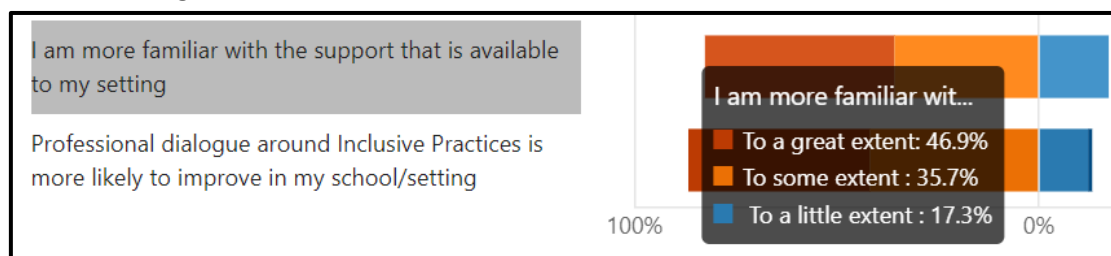 I am more familiar with the support that is available
to my setting
I am more familiar wit...
To a great extent: 46.9%
To some extent : 35.7%
To a little extent : 17.3%
Professional dialogue around Inclusive Practices is
more likely to improve in my school/setting
100%
0%